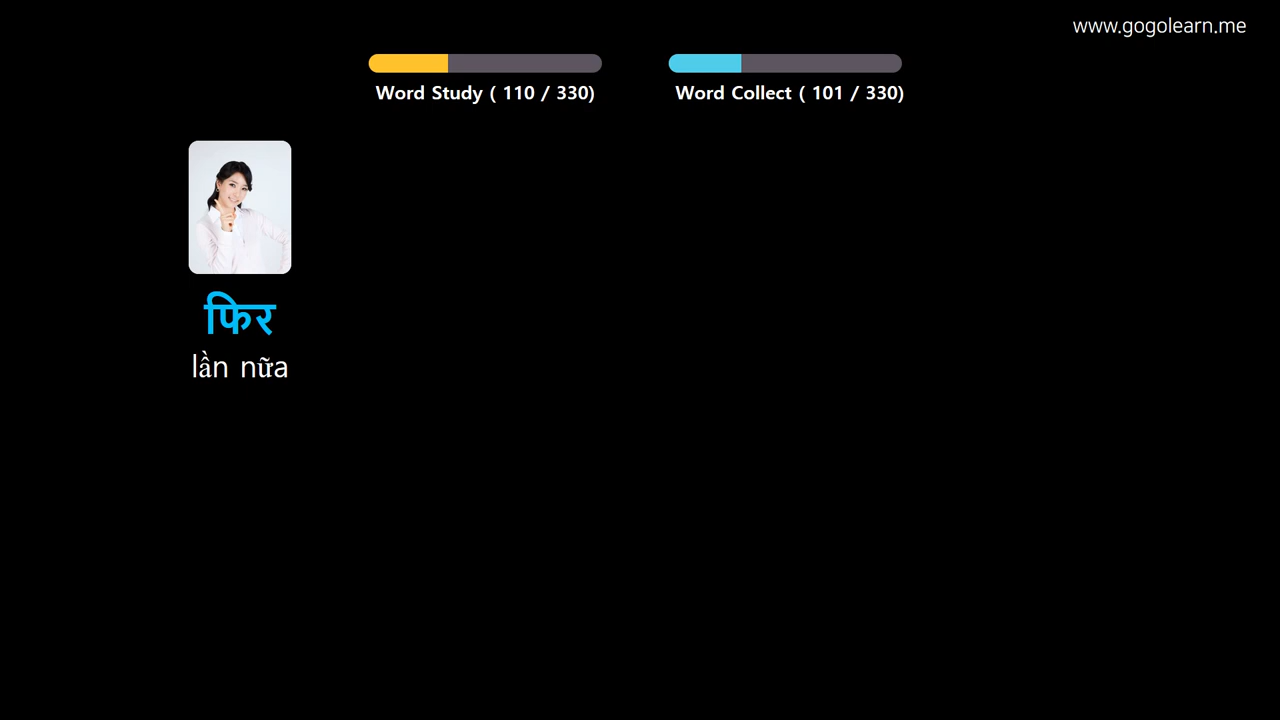 www.gogolearn.me
Word Study ( 110 / 330)
Word Collect ( 101 / 330)
फिर
lần nữa